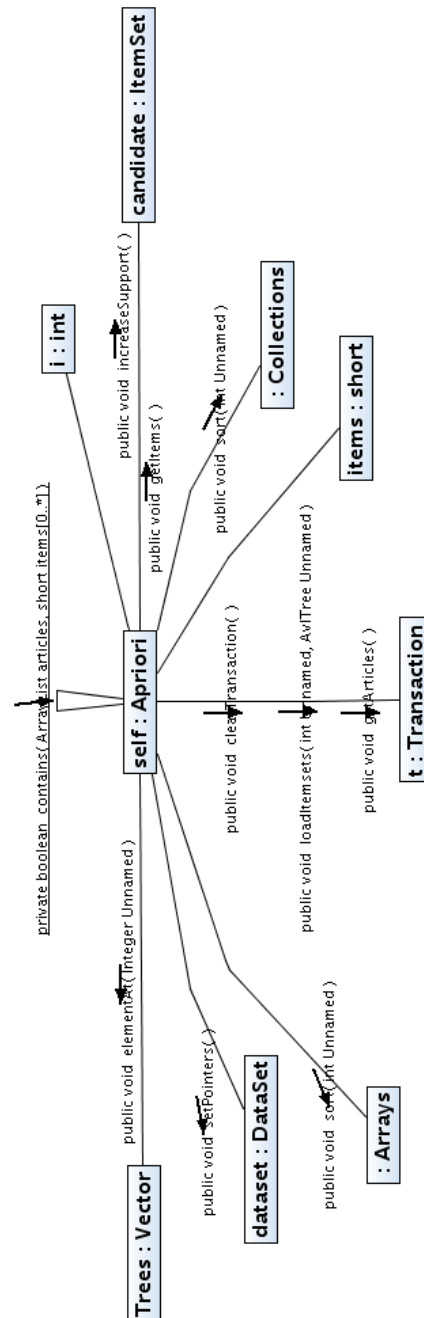 private boolean contains( ArrayList articles, short items[0..*] )
i : int
public void elementAt( Integer Unnamed )
public void increaseSupport( )
Trees : Vector
self : Apriori
candidate : ItemSet
public void getItems( )
public void setPointers( )
public void sort( int Unnamed )
public void
dataset : DataSet
: Collections
public void loadItemsets( int Unnamed, AvlTree Unnamed )
public void sort( int Unnamed )
items : short
public void getArticles( )
: Arrays
t : Transaction